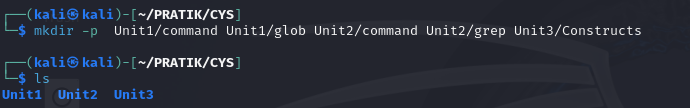 ┌──(kali㉿kali)-[~/PRATIK/CYS]
└─$ mkdir -p  Unit1/command Unit1/glob Unit2/command Unit2/grep Unit3/Constructs
┌──(kali㉿kali)-[~/PRATIK/CYS]
└─$ ls
Unit1  Unit2  Unit3